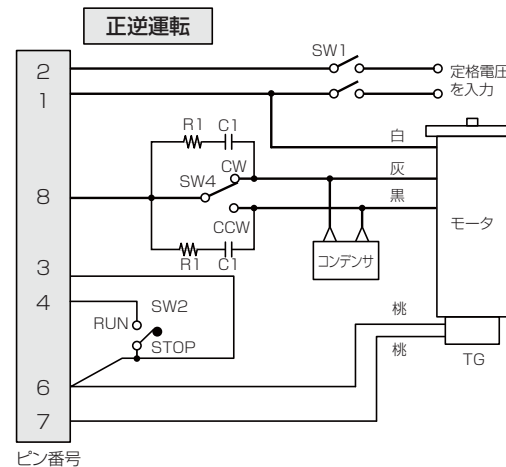 正逆運転
SW1
2
定格電圧
を入力
1
R1
C1
白
CW
灰
SW4
8
黒
CCW
モータ
R1
C1
コンデンサ
3
4
SW2
RUN
桃
STOP
桃
TG
6
7
ピン番号